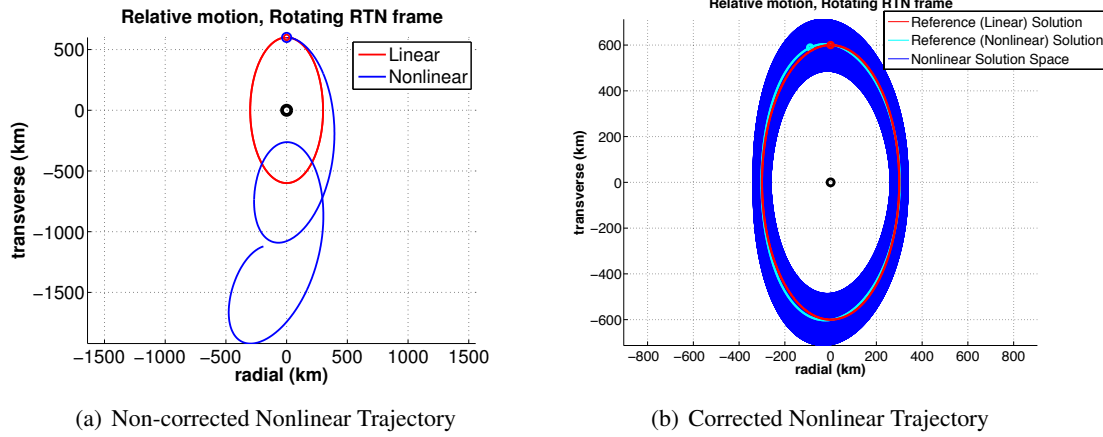 Relative motion, Rotating RTN frame
500
0
−500
−1000
−1500
−1500
−1000
−500
0
500
1000
1500
transverse (km)
radial (km)
Linear
Nonlinear
(a) Non-corrected Nonlinear Trajectory
Relative motion, Rotating RTN frame
Reference (Linear) Solution
Reference (Nonlinear) Solution
Nonlinear Solution Space
600
400
200
0
−200
−400
−600
−800
−600
−400
−200
0
200
400
600
800
transverse (km)
radial (km)
(b) Corrected Nonlinear Trajectory